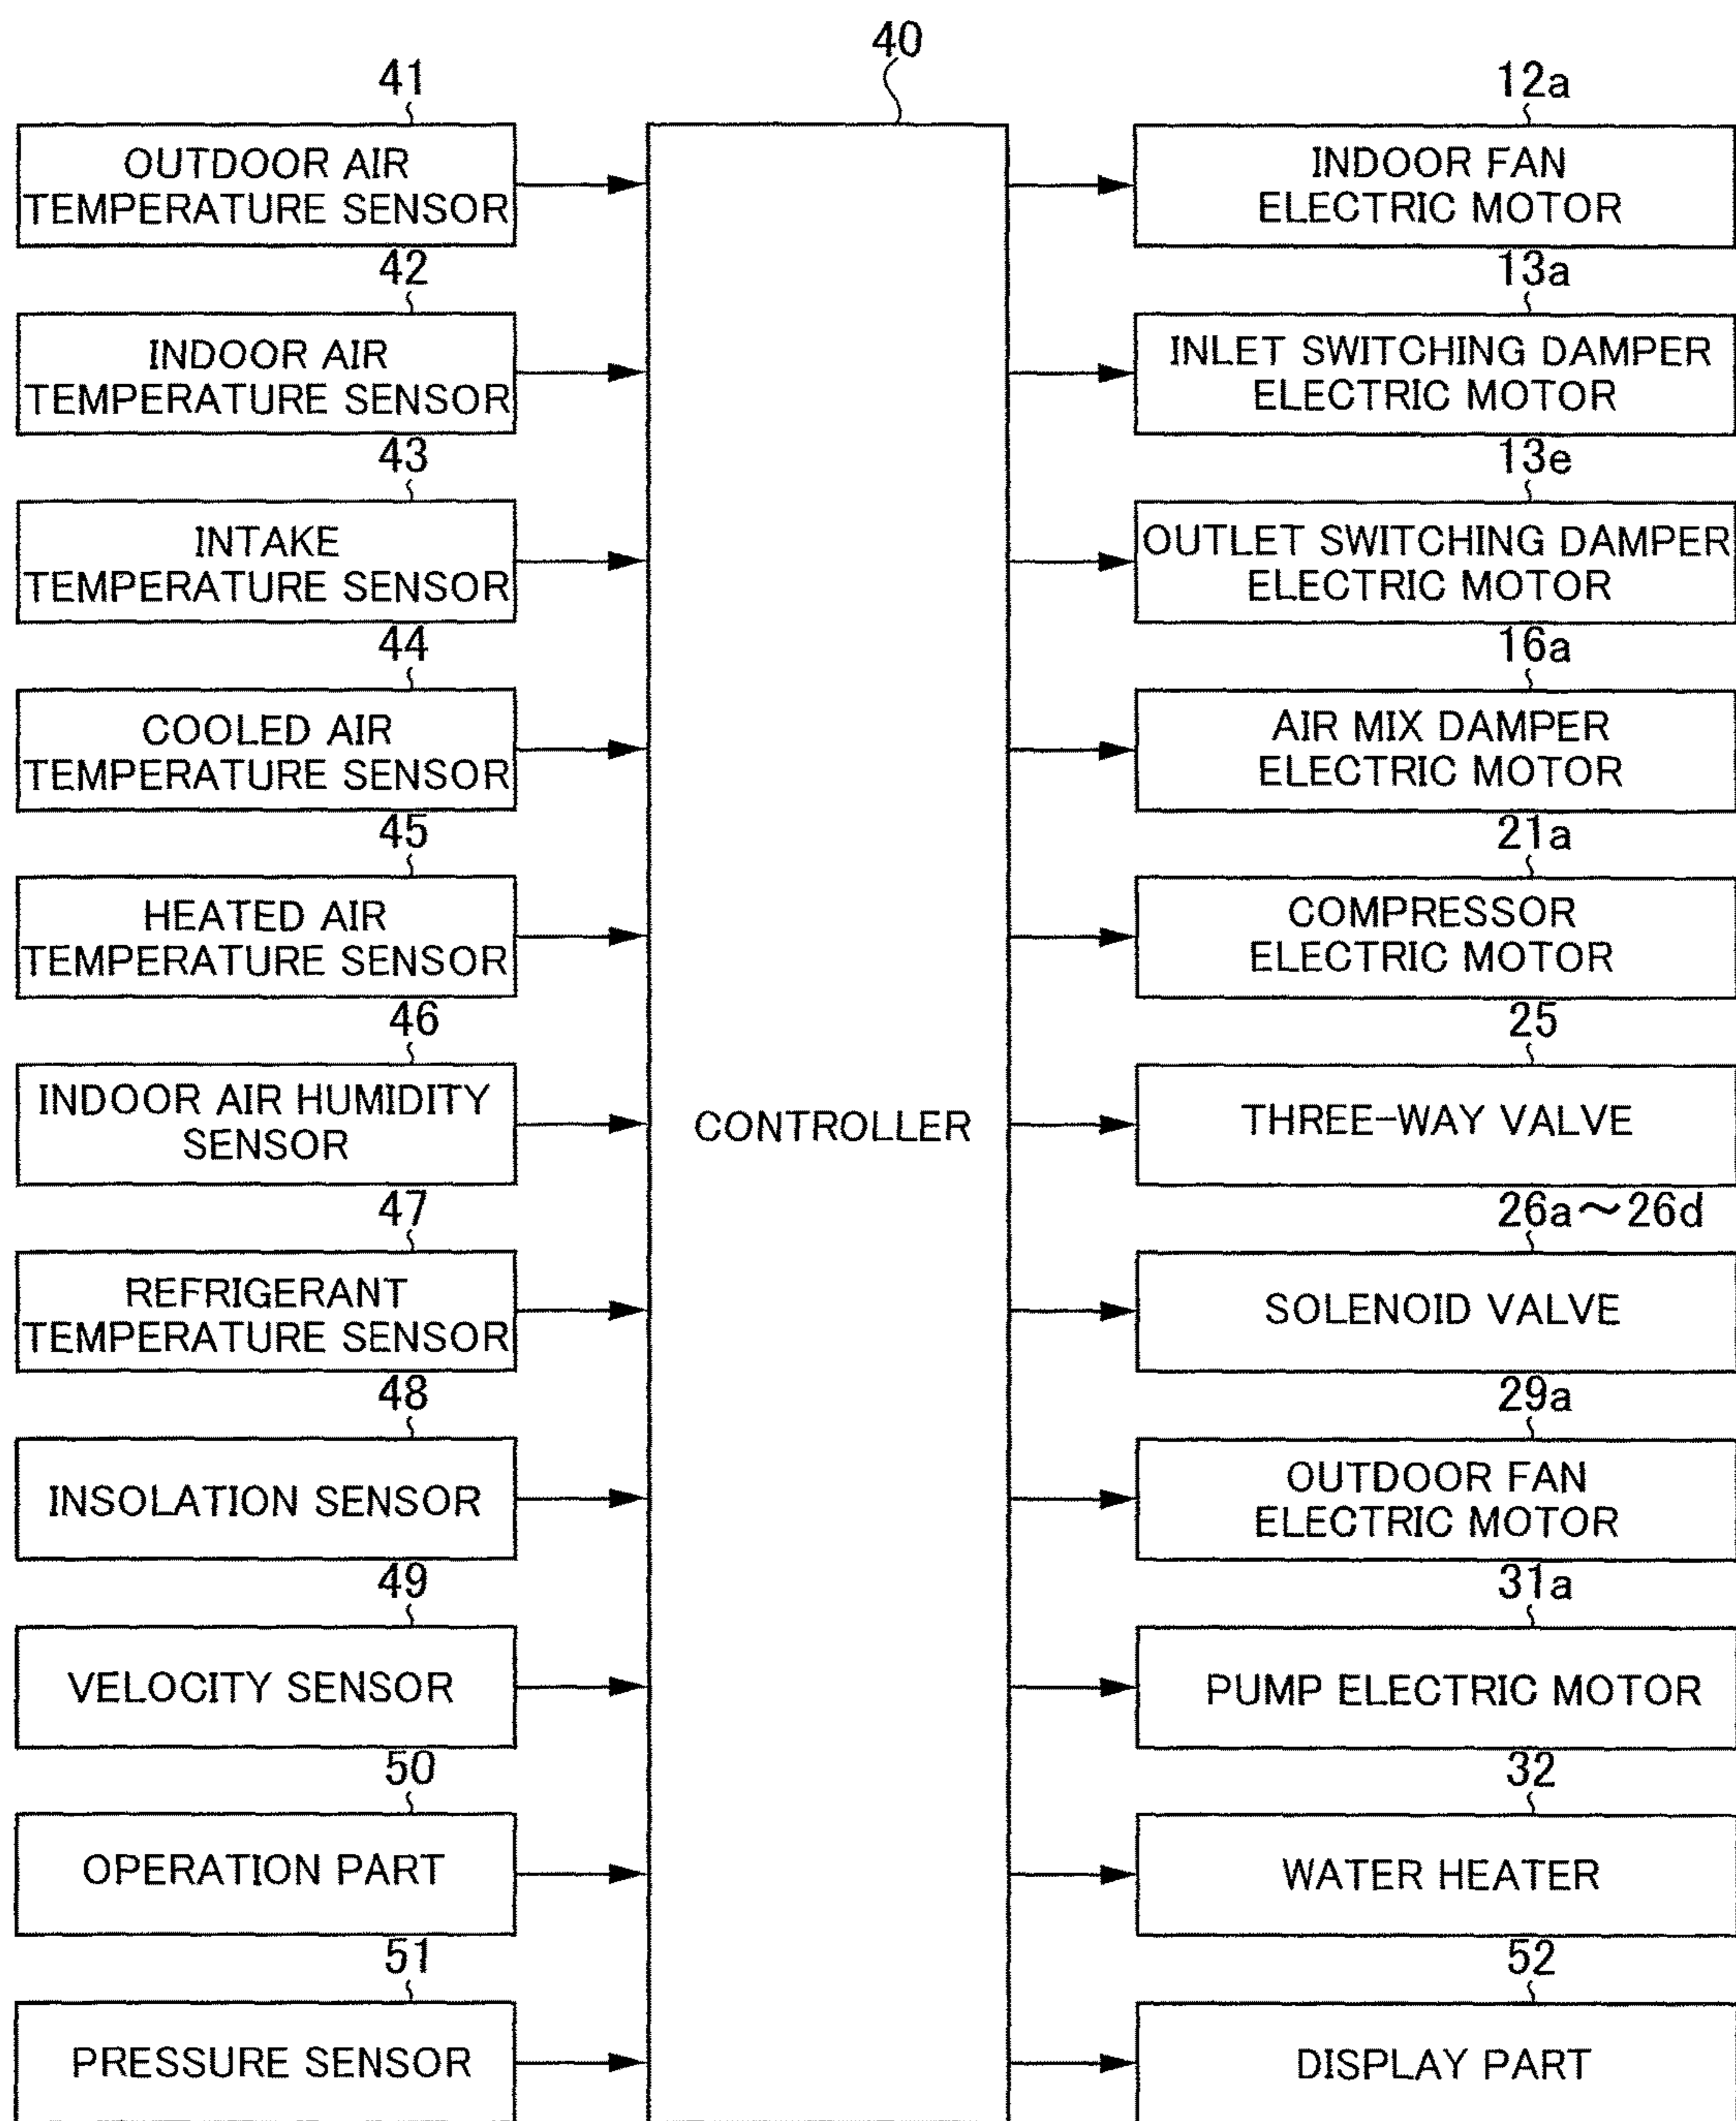 40
41
OUTDOOR AIR
TEMPERATURE SENSOR
42
INDOOR AIR
TEMPERATURE SENSOR
43
INTAKE
TEMPERATURE SENSOR
44
COOLED AIR
TEMPERATURE SENSOR
45
HEATED AIR
TEMPERATURE SENSOR
46
INDOOR AIR HUMIDITY
SENSOR
47
REFRIGERANT
TEMPERATURE SENSOR
48
INSOLATION SENSOR
49
VELOCITY SENSOR
50
OPERATION PART
51
PRESSURE SENSOR
CONTROLLER
12a
INDOOR FAN
ELECTRIC MOTOR
13a
INLET SWITCHING DAMPER
ELECTRIC MOTOR
13e
OUTLET SWITCHING DAMPER
ELECTRIC MOTOR
16a
AIR MIX DAMPER
ELECTRIC MOTOR
21a
COMPRESSOR
ELECTRIC MOTOR
25
THREE-WAY VALVE
26a~26d
SOLENOID VALVE
29a
OUTDOOR FAN
ELECTRIC MOTOR
31a
PUMP ELECTRIC MOTOR
32
WATER HEATER
52
DISPLAY PART